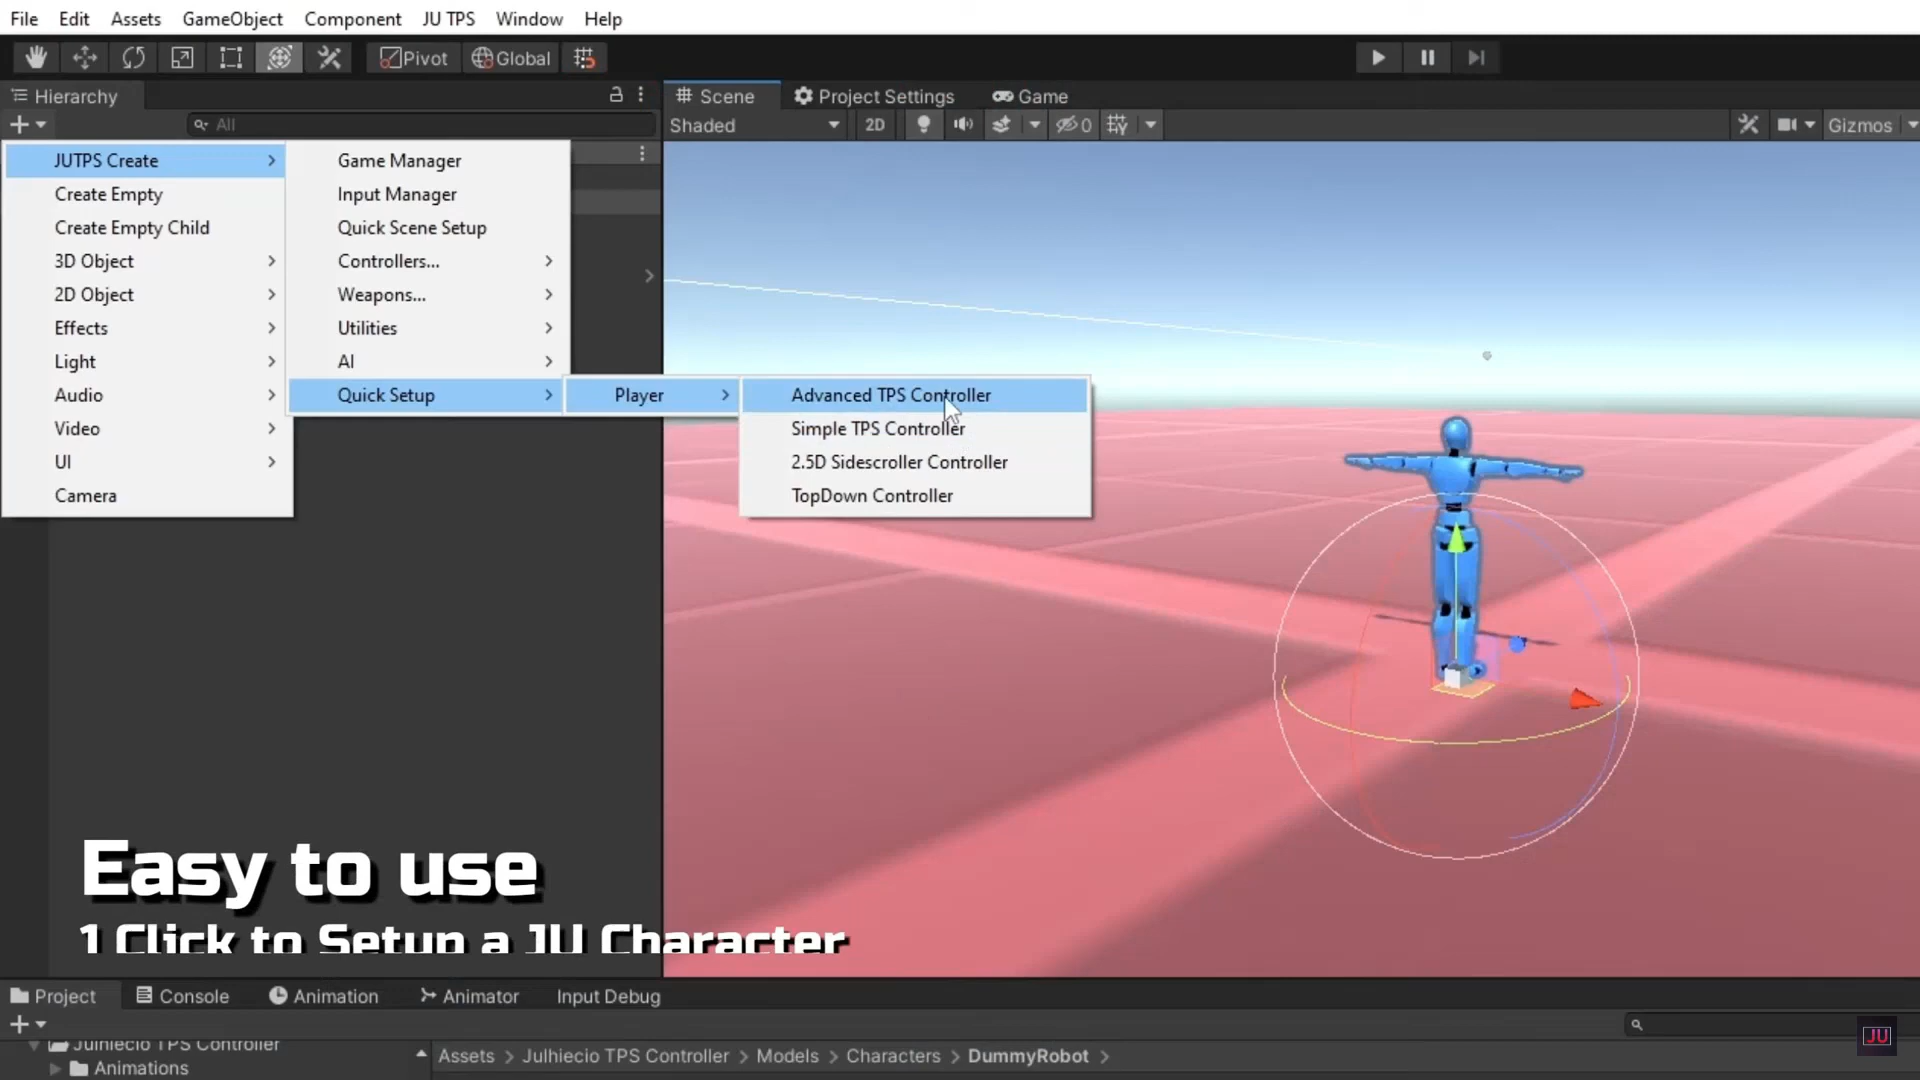 File Edit Assets GameObject Component JU TPS Window Help
Pivot Global
Hierarchy
Scene Project Settings Game
All
Shaded 2D 0 Gizmos
JUTPS Create
Create Empty
Create Empty Child
3D Object
2D Object
Effects
Light
Audio
Video
UI
Camera
Game Manager
Input Manager
Quick Scene Setup
Controllers...
Weapons...
Utilities
AI
Quick Setup
Player
Advanced TPS Controller
Simple TPS Controller
2.5D Sidescroller Controller
TopDown Controller
Easy to use
1 Click to Setup a JU Character
Project Console Animation Animator Input Debug
Julhiecio TPS Controller
Animations
Assets > Julhiecio TPS Controller > Models > Characters > DummyRobot >
JU